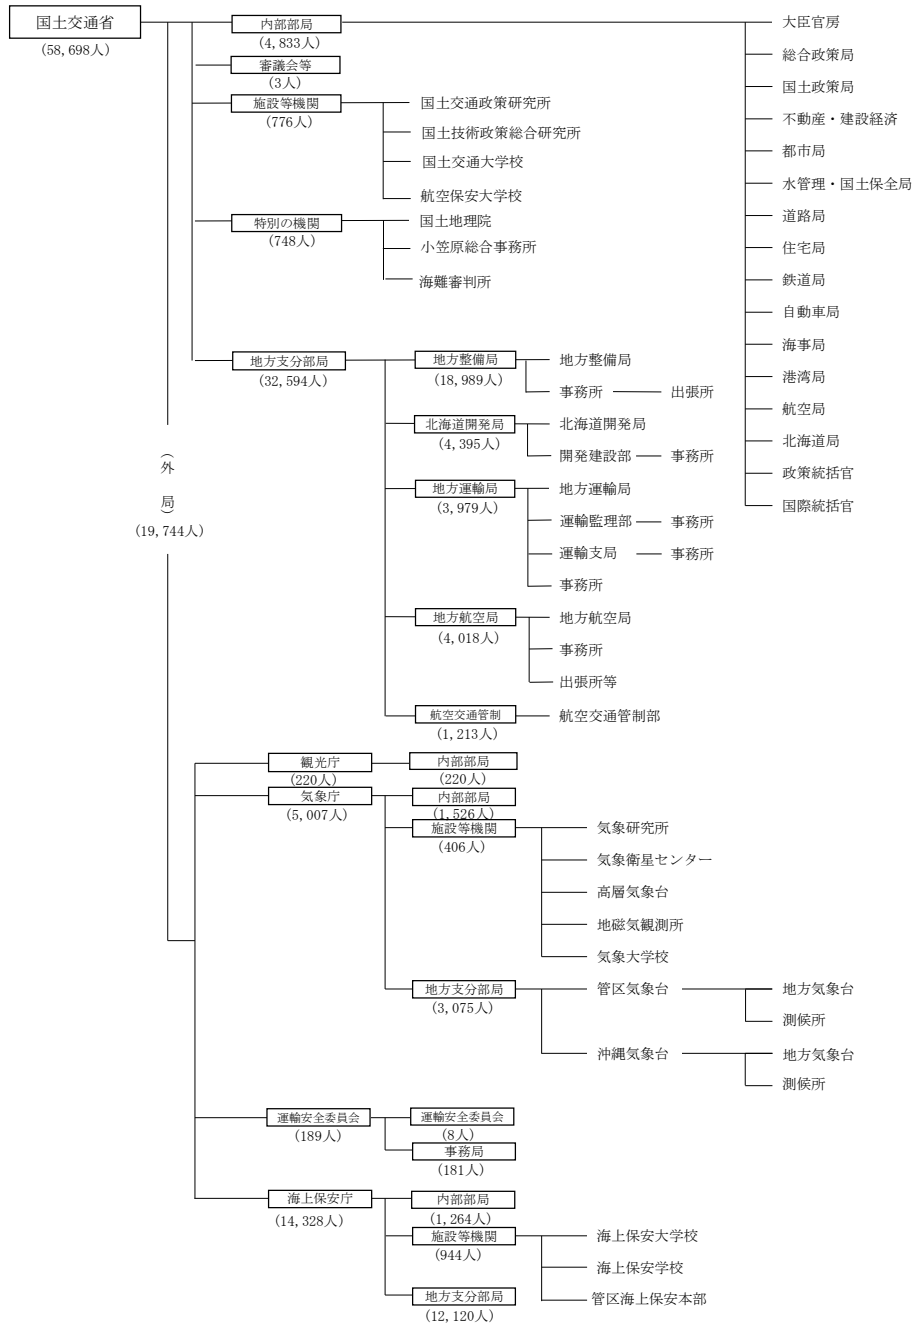 国土交通省
(58,698人)
内部部局
(4,833人)
大臣官房
総合政策局
国土政策局
不動産・建設経済
都市局
水管理・国土保全局
道路局
住宅局
鉄道局
自動車局
海事局
港湾局
航空局
北海道局
政策統括官
国際統括官
審議会等
(3人)
施設等機関
(776人)
国土交通政策研究所
国土技術政策総合研究所
国土交通大学校
航空保安大学校
特別の機関
(748人)
国土地理院
小笠原総合事務所
海難審判所
地方支分部局
(32,594人)
地方整備局
(18,989人)
地方整備局
事務所
出張所
北海道開発局
(4,395人)
北海道開発局
開発建設部
事務所
地方運輸局
(3,979人)
地方運輸局
運輸監理部
事務所
運輸支局
事務所
事務所
地方航空局
(4,018人)
地方航空局
事務所
出張所等
航空交通管制
(1,213人)
航空交通管制部
(外局)
(19,744人)
観光庁
(220人)
内部部局
(220人)
気象庁
(5,007人)
内部部局
(1,526人)
施設等機関
(406人)
気象研究所
気象衛星センター
高層気象台
地磁気観測所
気象大学校
地方支分部局
(3,075人)
管区気象台
地方気象台
測候所
沖縄気象台
地方気象台
測候所
運輸安全委員会
(189人)
運輸安全委員会
(8人)
事務局
(181人)
海上保安庁
(14,328人)
内部部局
(1,264人)
施設等機関
(944人)
海上保安大学校
海上保安学校
管区海上保安本部
地方支分部局
(12,120人)